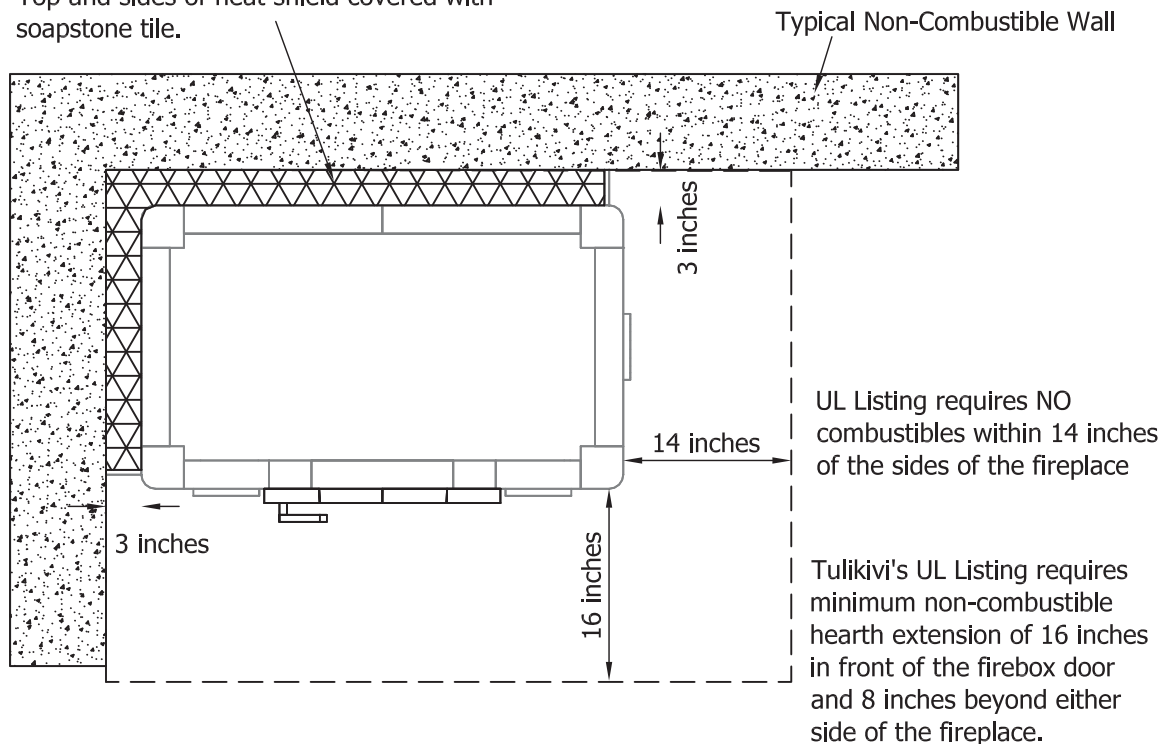 Top and sides of heat shield covered with
soapstone tile.
Typical Non-Combustible Wall
3 inches
14 inches
UL Listing requires NO
combustibles within 14 inches
of the sides of the fireplace
3 inches
16 inches
Tulikivi's UL Listing requires
minimum non-combustible
hearth extension of 16 inches
in front of the firebox door
and 8 inches beyond either
side of the fireplace.